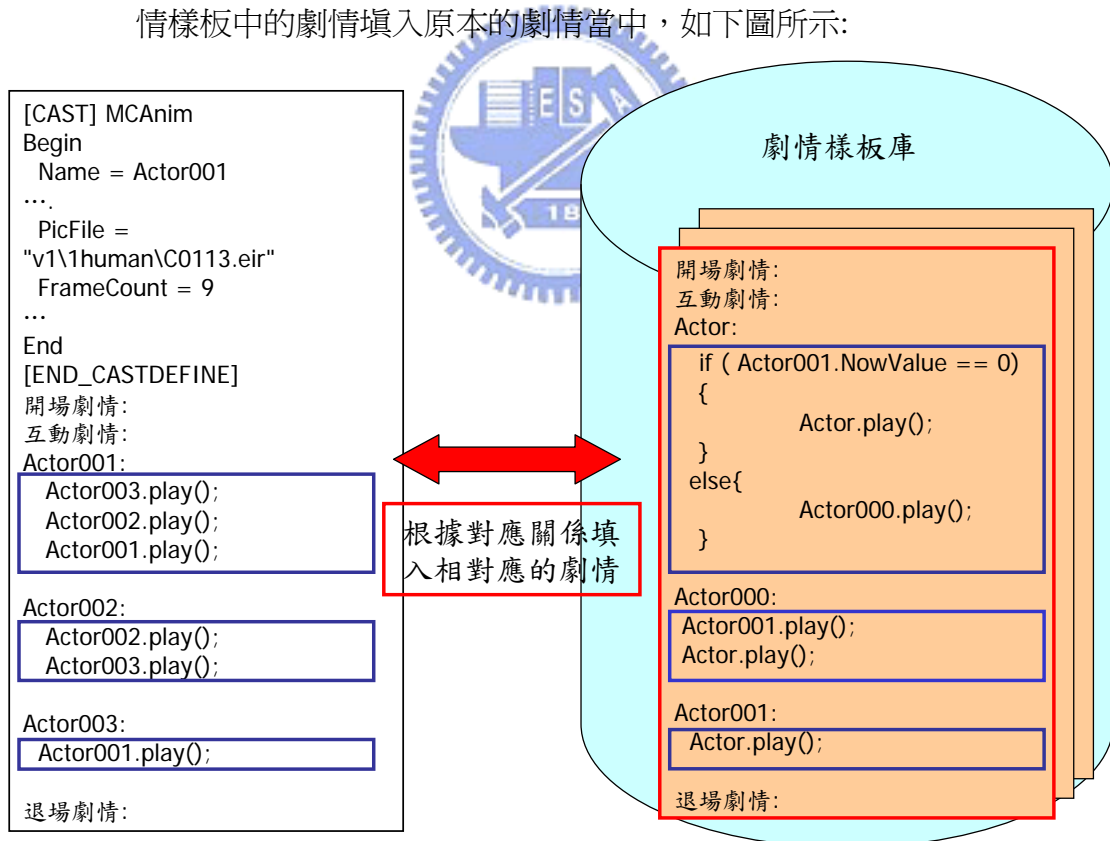 情樣板中的劇情填入原本的劇情當中，如下圖所示:
[CAST] MCAnim
Begin
Name = Actor001
….
PicFile =
"v1\1human\C0113.eir"
FrameCount = 9
…
End
[END_CASTDEFINE]
開場劇情:
互動劇情:
Actor001:
Actor003.play();
Actor002.play();
Actor001.play();
Actor002:
Actor002.play();
Actor003.play();
Actor003:
Actor001.play();
退場劇情:
根據對應關係填
入相對應的劇情
ES
18
劇情樣板庫
開場劇情:
互動劇情:
Actor:
if ( Actor001.NowValue == 0)
{
Actor.play();
}
else{
Actor000.play();
}
Actor000:
Actor001.play();
Actor.play();
Actor001:
Actor.play();
退場劇情: